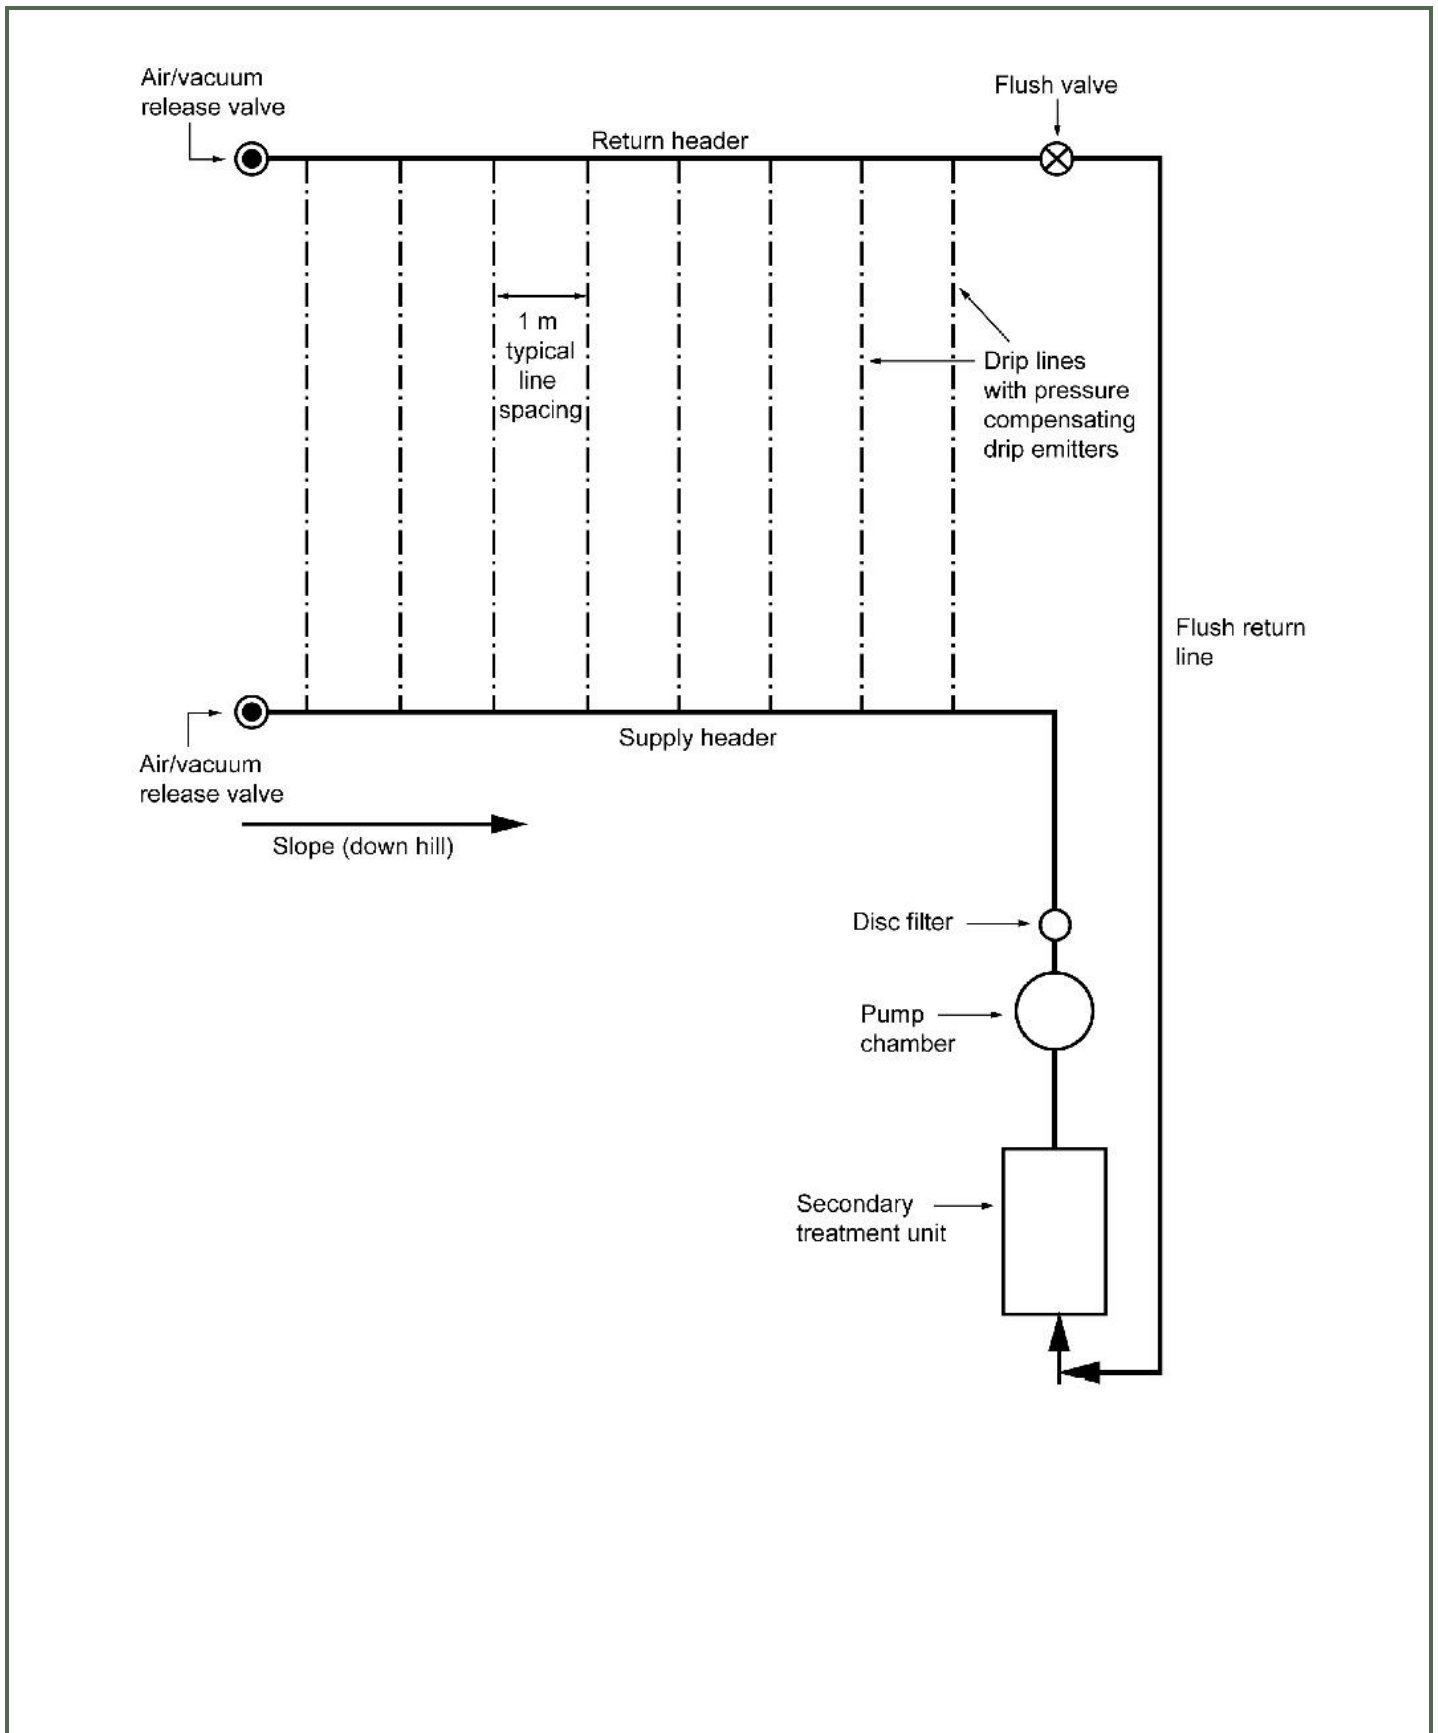 Air/vacuum
release valve
Flush valve
Return header
1 m
typical
line
spacing
Drip lines
with pressure
compensating
drip emitters
Flush return
line
Supply header
Air/vacuum
release valve
Slope (down hill)
Disc filter
Pump
chamber
Secondary
treatment unit